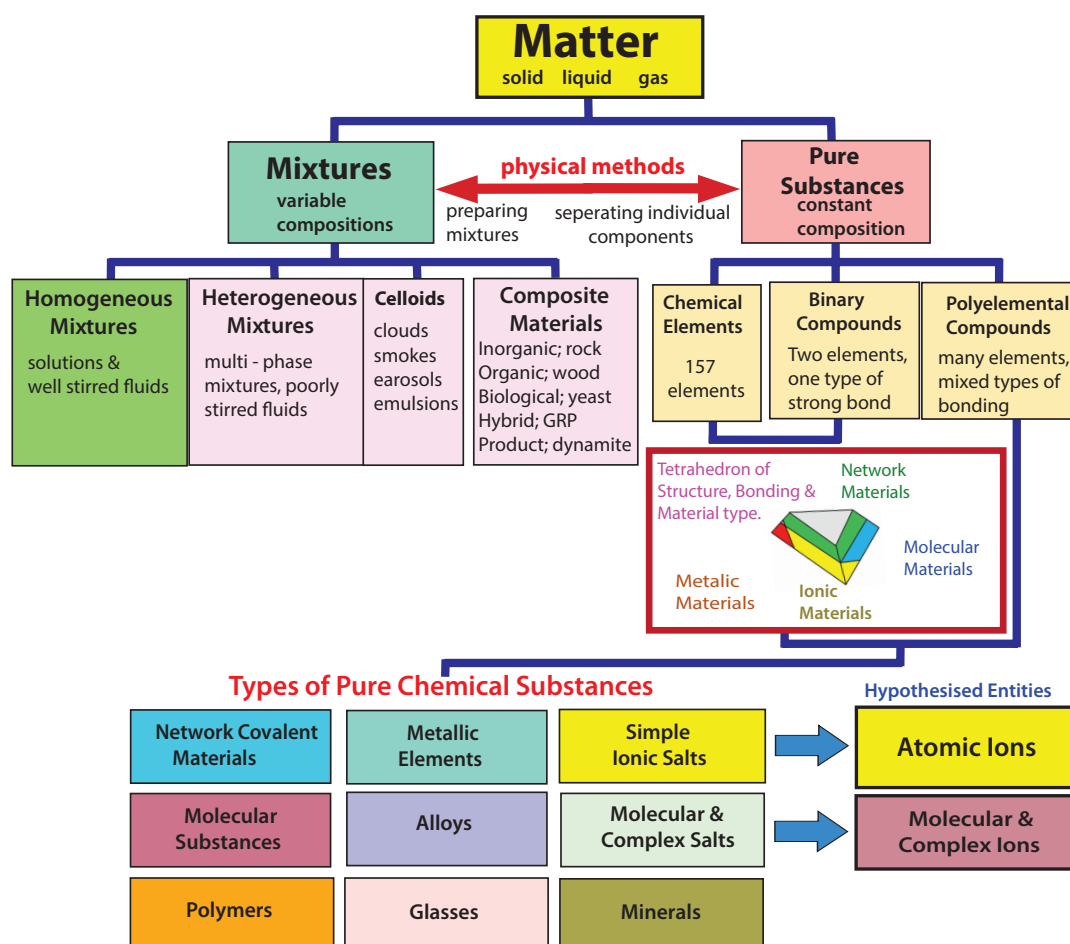 Matter
solid liquid gas
Mixtures
variable
compositions
physical methods
preparing
mixtures
seperating individual
components
Pure
Substances
constant
composition
Homogeneous
Mixtures
solutions &
well stirred fluids
Heterogeneous
Mixtures
multi - phase
mixtures, poorly
stirred fluids
Celloids
clouds
smokes
earosols
emulsions
Composite
Materials
Inorganic; rock
Organic; wood
Biological; yeast
Hybrid; GRP
Product; dynamite
Chemical
Elements
157
elements
Binary
Compounds
Two elements,
one type of
strong bond
Polyelemental
Compounds
many elements,
mixed types of
bonding
Tetrahedron of
Structure, Bonding &
Material type.
Network
Materials
Molecular
Materials
Metalic
Materials
Ionic
Materials
Types of Pure Chemical Substances
Hypothesised Entities
Network Covalent
Materials
Metallic
Elements
Simple
Ionic Salts
Atomic Ions
Molecular
Substances
Alloys
Molecular &
Complex Salts
Molecular &
Complex Ions
Polymers
Glasses
Minerals